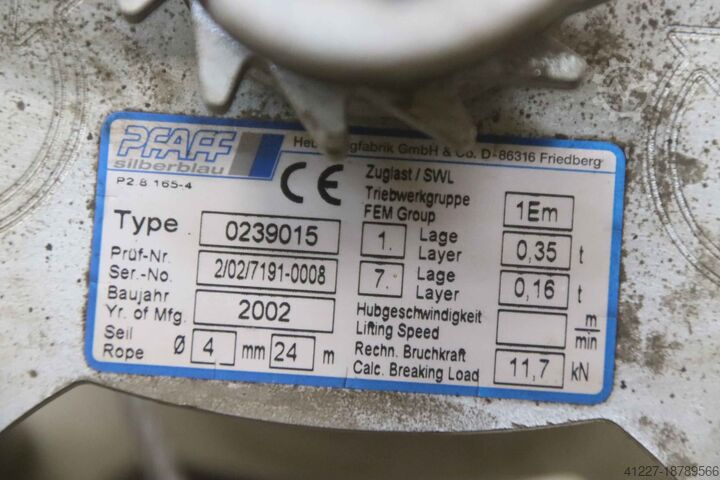 PFAFF
silberblau
GmbH & Co. D-86316 Friedberg
P2 8 165-4
CE
Zuglast / SWL
Triebwerkgruppe
FEM Group
1Em
Type 0239015
1. Lage
Layer 0,35 t
Prüf-Nr.
Ser.-No. 2/02/7191-0008
7. Lage
Layer 0,16 t
Baujahr
Yr. of Mfg. 2002
Hubgeschwindigkeit
Lifting Speed
m
min
Seil
Rope Ø 4 mm 24 m
Rechn. Bruchkraft
Calc. Breaking Load 11,7 kN
41227-18789566